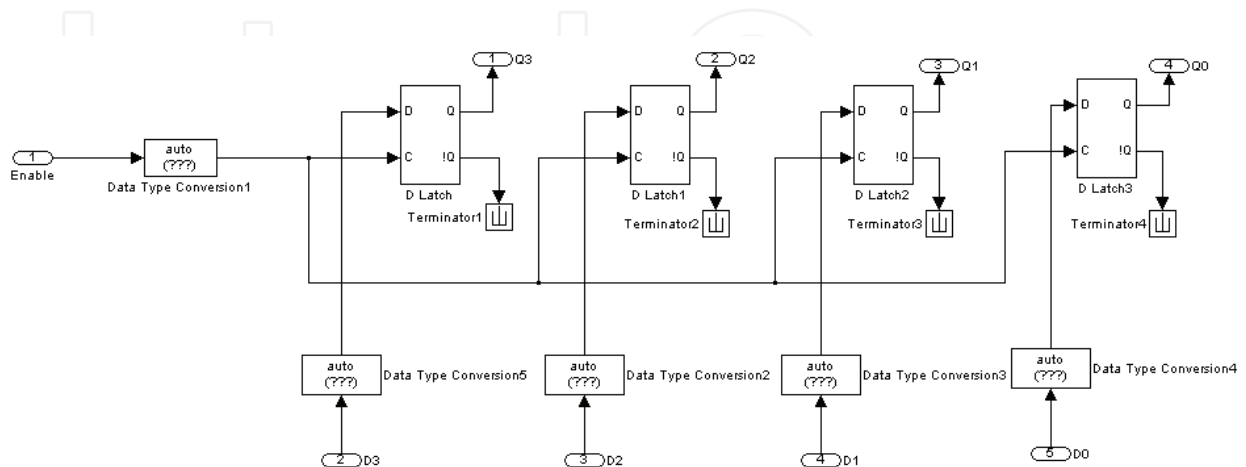 1 Q3
2 Q2
3 Q1
4 Q0
D Q
C !Q
D Latch
D Q
C !Q
D Latch1
D Q
C !Q
D Latch2
D Q
C !Q
D Latch3
1
Enable
auto
(???)
Data Type Conversion1
Terminator1
Terminator2
Terminator3
Terminator4
auto
(???)
Data Type Conversion5
auto
(???)
Data Type Conversion2
auto
(???)
Data Type Conversion3
auto
(???)
Data Type Conversion4
2 D3
3 D2
4 D1
5 D0